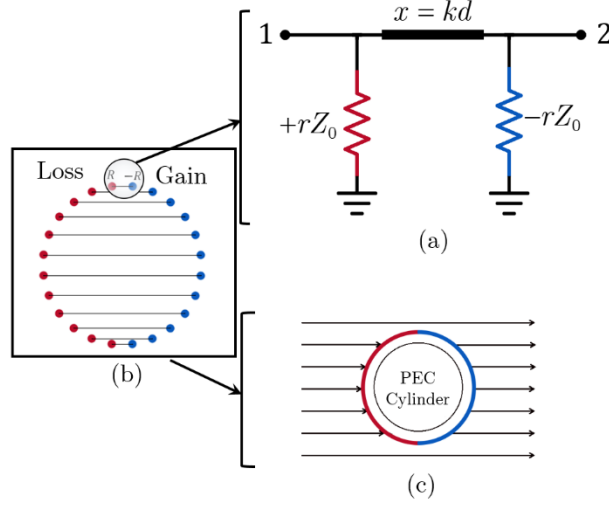 x = kd
1
2
+rZ₀
−rZ₀
(a)
Loss
R −R
Gain
(b)
PEC
Cylinder
(c)